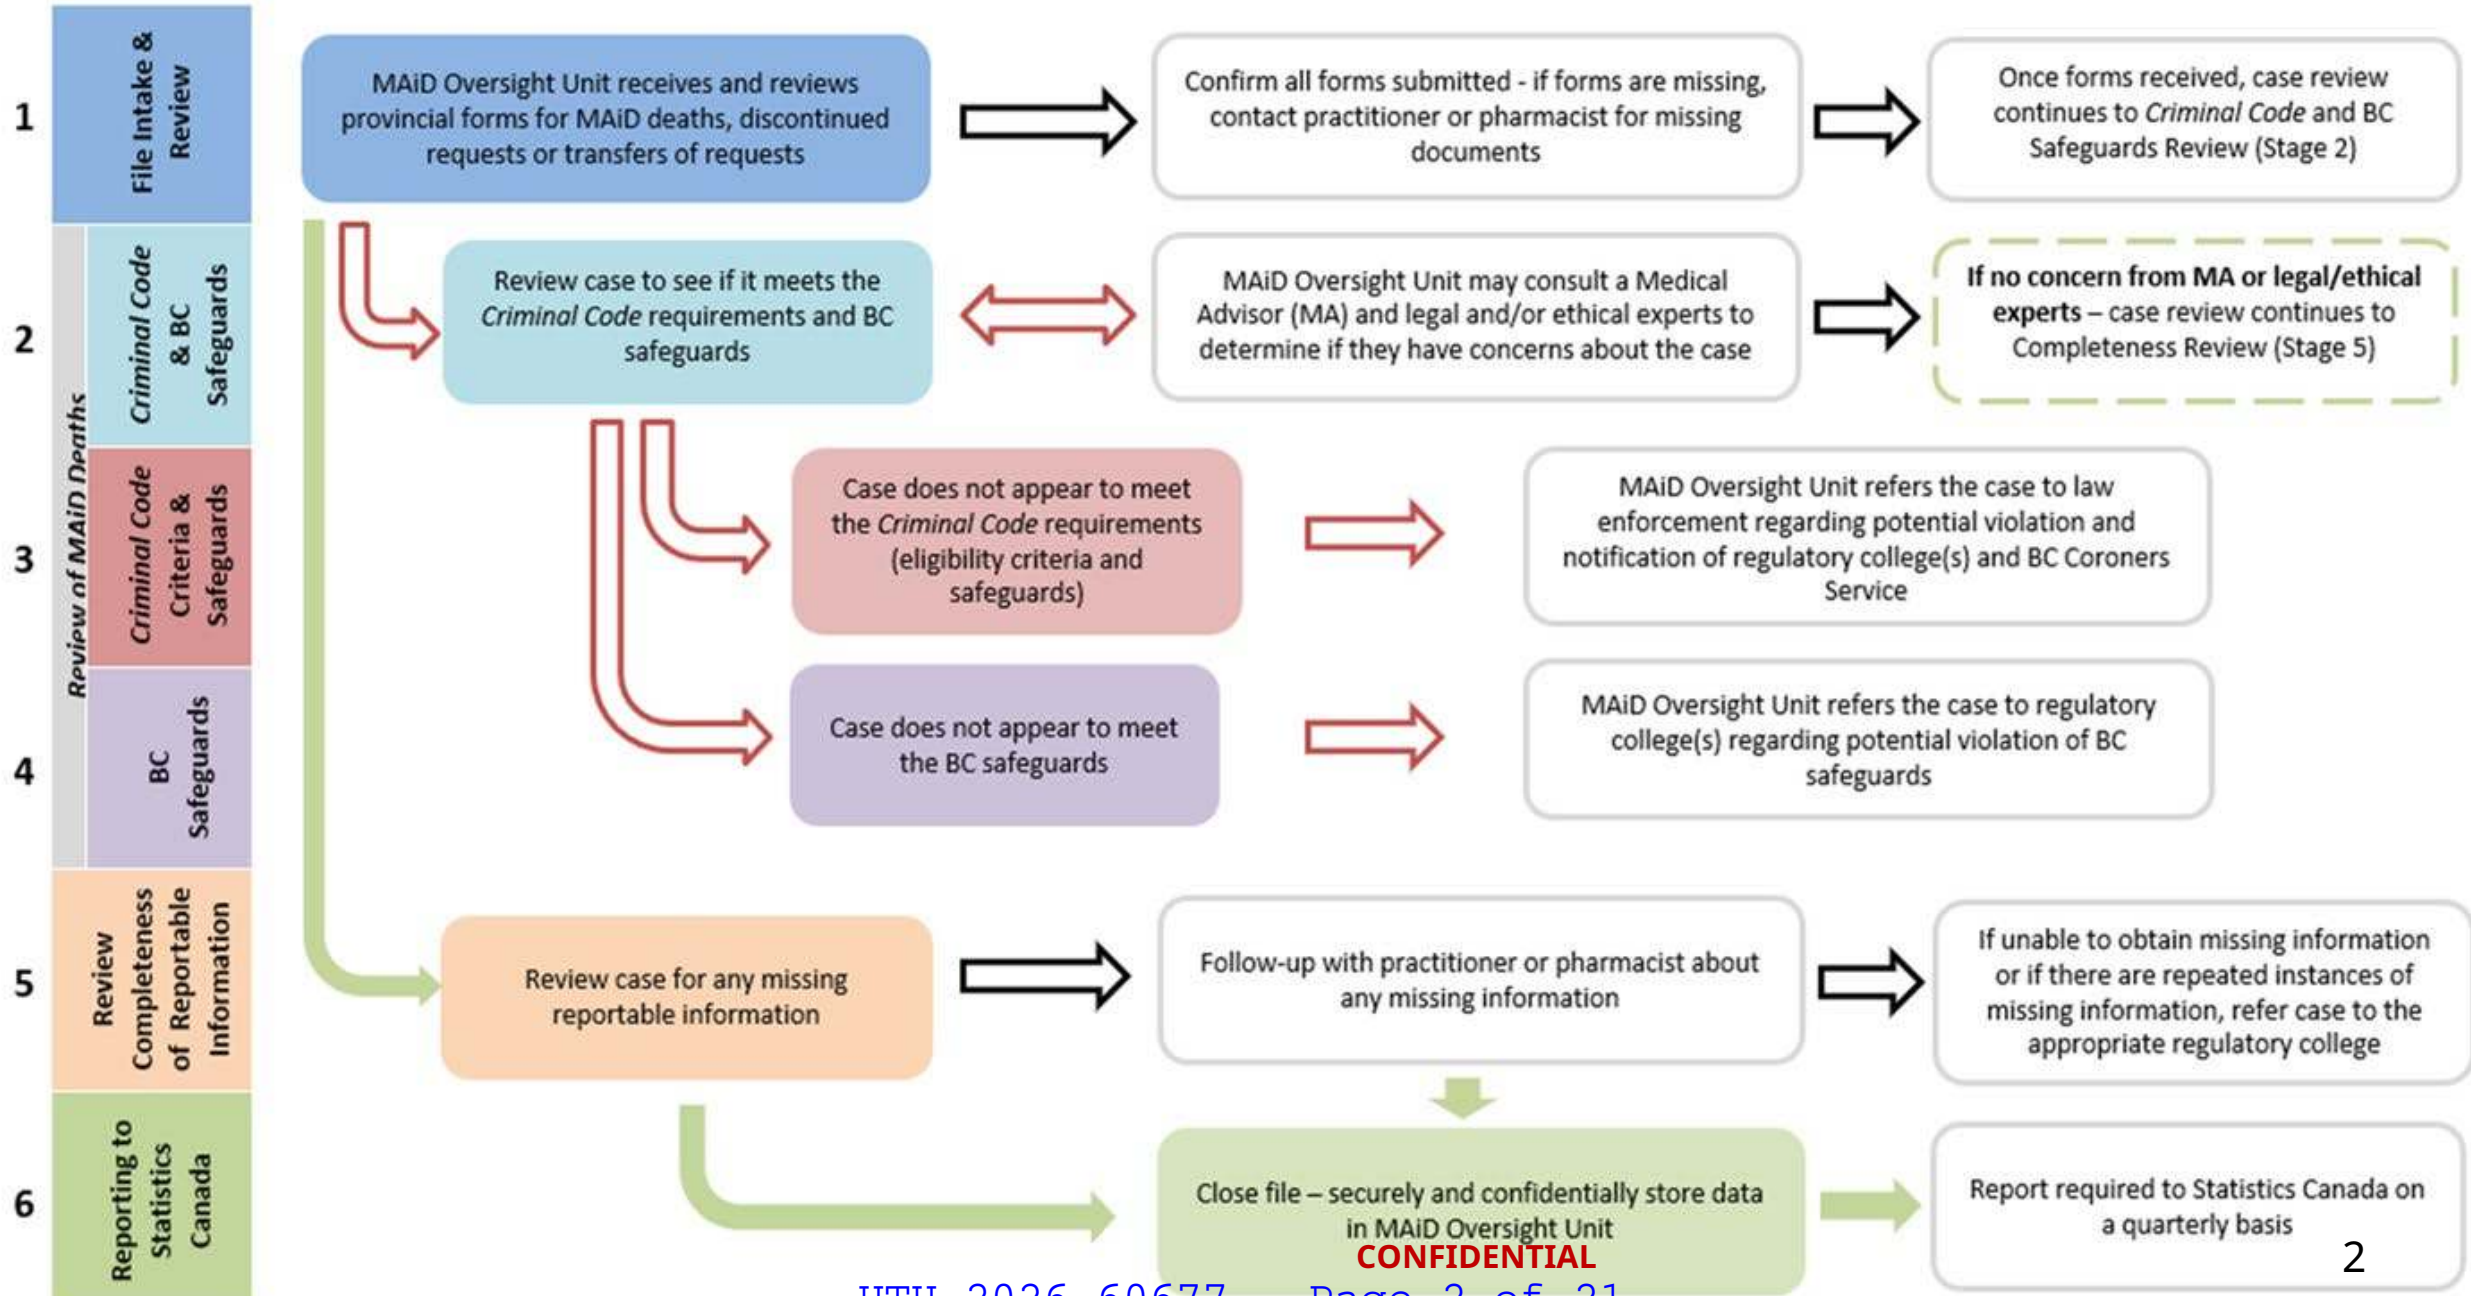 1
File Intake &
Review
MAiD Oversight Unit receives and reviews
provincial forms for MAiD deaths, discontinued
requests or transfers of requests
Confirm all forms submitted - if forms are missing,
contact practitioner or pharmacist for missing
documents
Once forms received, case review
continues to Criminal Code and BC
Safeguards Review (Stage 2)
Review of MAiD Deaths
2
Criminal Code
& BC
Safeguards
Review case to see if it meets the
Criminal Code requirements and BC
safeguards
MAiD Oversight Unit may consult a Medical
Advisor (MA) and legal and/or ethical experts to
determine if they have concerns about the case
If no concern from MA or legal/ethical
experts – case review continues to
Completeness Review (Stage 5)
3
Criminal Code
Criteria &
Safeguards
Case does not appear to meet
the Criminal Code requirements
(eligibility criteria and
safeguards)
MAiD Oversight Unit refers the case to law
enforcement regarding potential violation and
notification of regulatory college(s) and BC Coroners
Service
4
BC
Safeguards
Case does not appear to meet
the BC safeguards
MAiD Oversight Unit refers the case to regulatory
college(s) regarding potential violation of BC
safeguards
5
Review
Completeness
of Reportable
Information
Review case for any missing
reportable information
Follow-up with practitioner or pharmacist about
any missing information
If unable to obtain missing information
or if there are repeated instances of
missing information, refer case to the
appropriate regulatory college
6
Reporting to
Statistics
Canada
Close file – securely and confidentially store data
in MAiD Oversight Unit
Report required to Statistics Canada on
a quarterly basis
CONFIDENTIAL
2
Page of 21